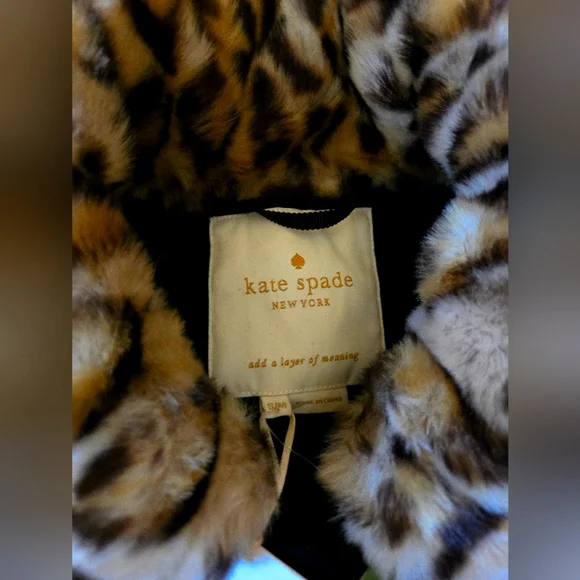 kate spade
NEW YORK
add a layer of meaning